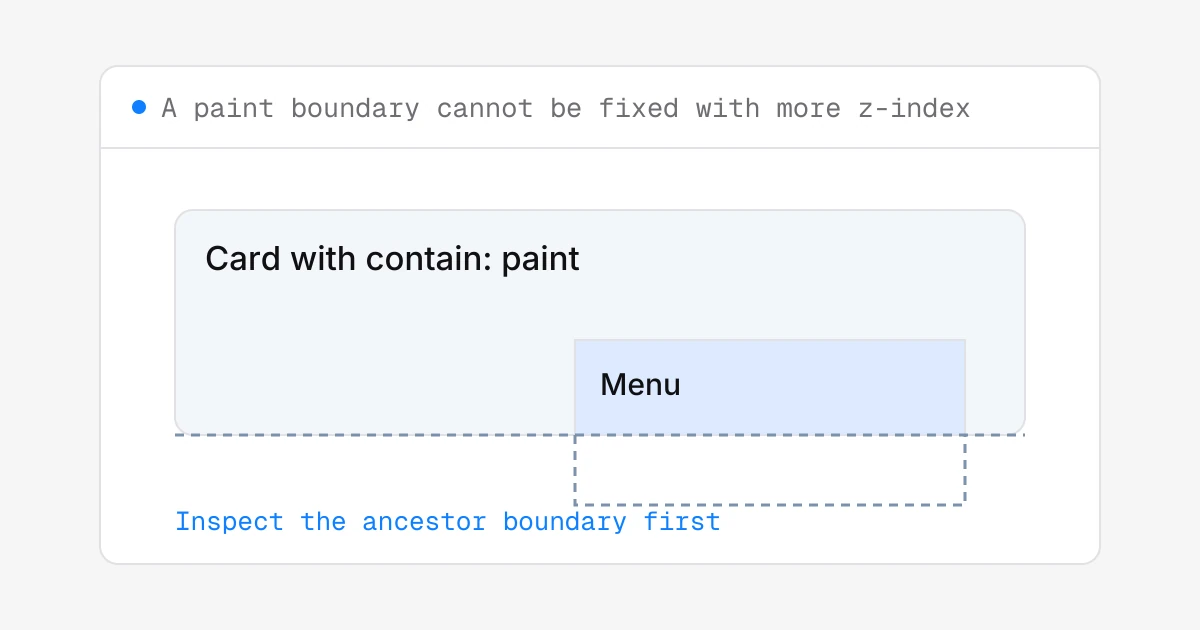 A paint boundary cannot be fixed with more z-index
Card with contain: paint
Menu
Inspect the ancestor boundary first